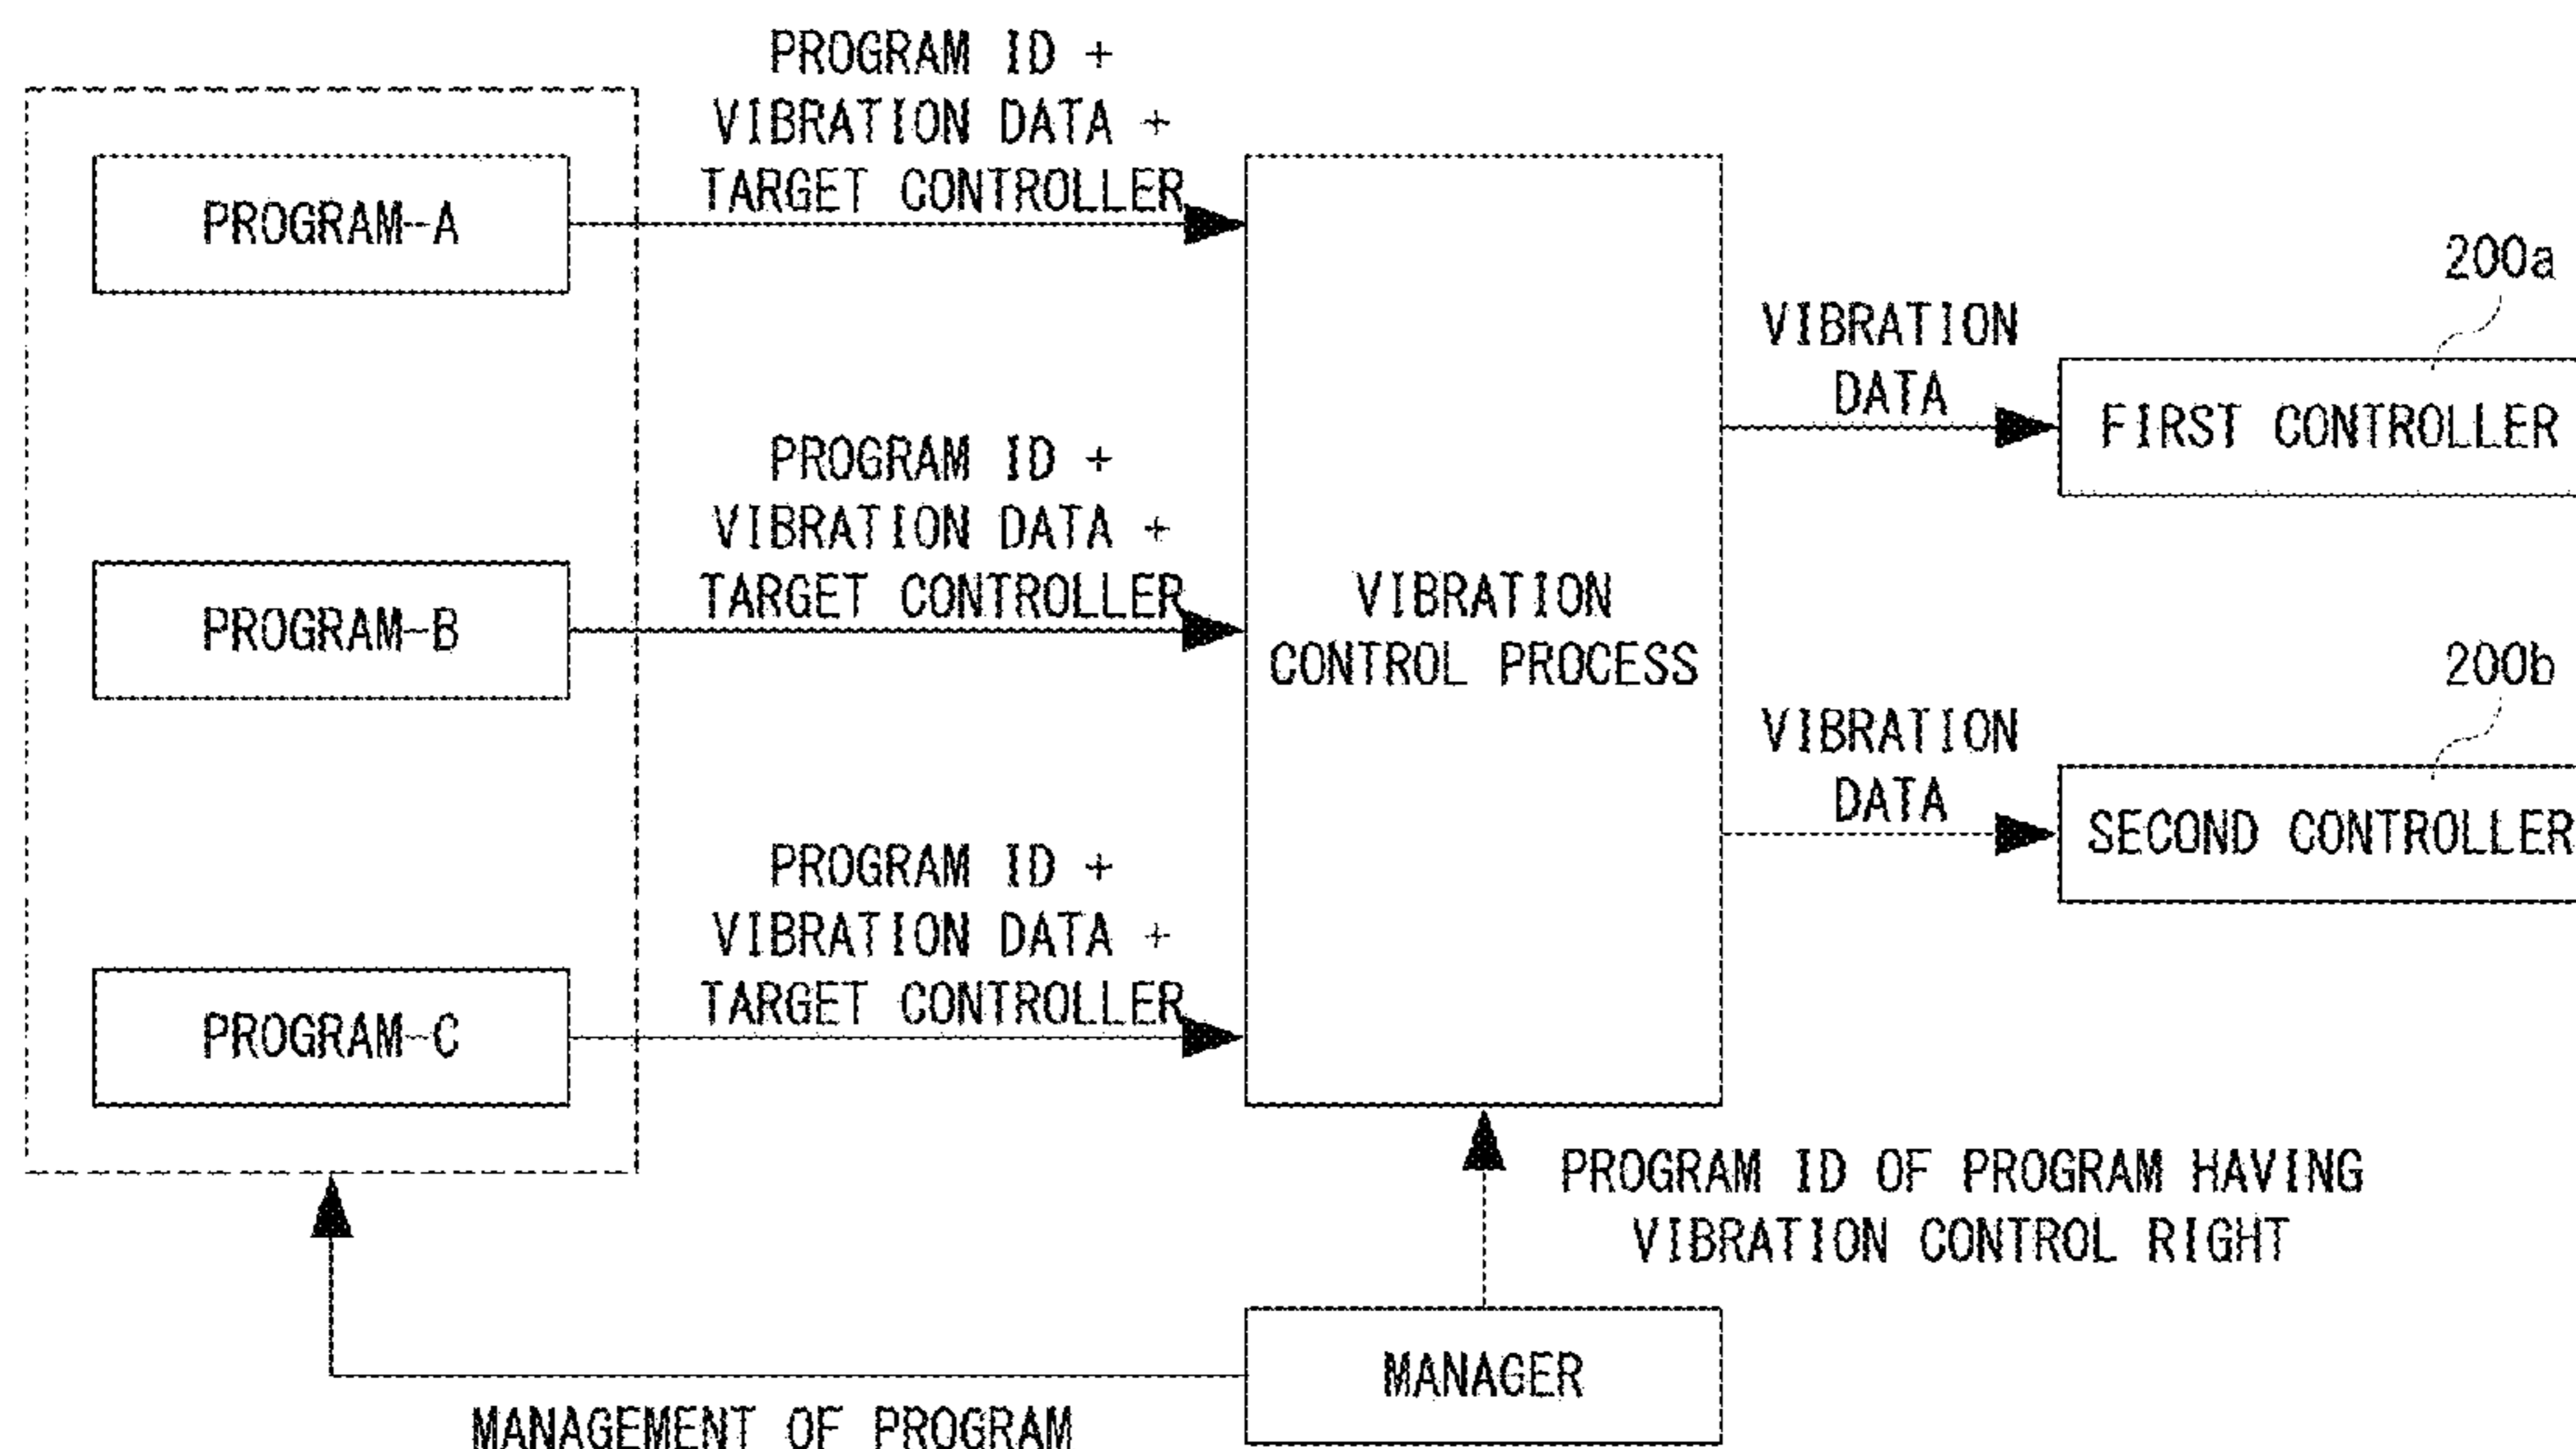 PROGRAM ID +
VIBRATION DATA +
TARGET CONTROLLER
PROGRAM-A
200a
VIBRATION
DATA
FIRST CONTROLLER
PROGRAM ID +
VIBRATION DATA +
TARGET CONTROLLER
PROGRAM-B
VIBRATION
CONTROL PROCESS
200b
VIBRATION
DATA
SECOND CONTROLLER
PROGRAM ID +
VIBRATION DATA +
TARGET CONTROLLER
PROGRAM-C
PROGRAM ID OF PROGRAM HAVING
VIBRATION CONTROL RIGHT
MANAGER
MANAGEMENT OF PROGRAM